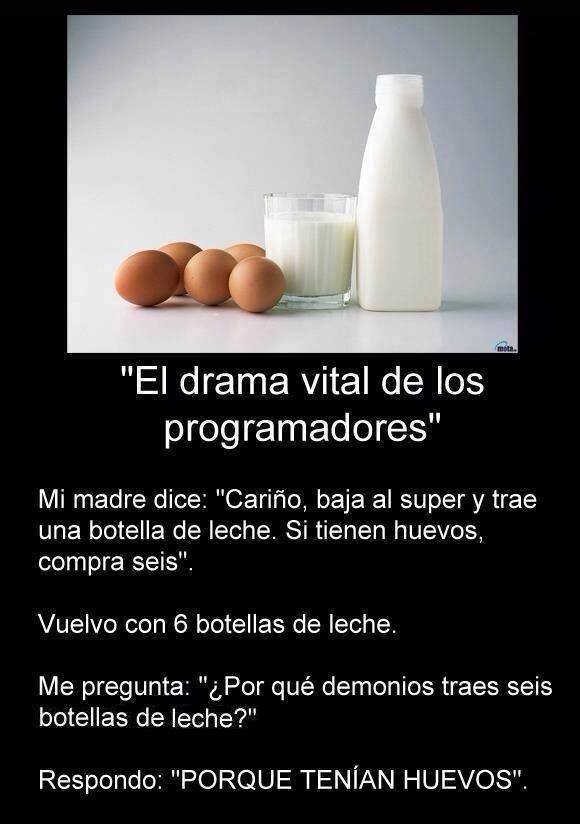 mota
"El drama vital de los
programadores"
Mi madre dice: "Cariño, baja al super y trae
una botella de leche. Si tienen huevos,
compra seis".
Vuelvo con 6 botellas de leche.
Me pregunta: "¿Por qué demonios traes seis
botellas de leche?"
Respondo: "PORQUE TENÍAN HUEVOS".